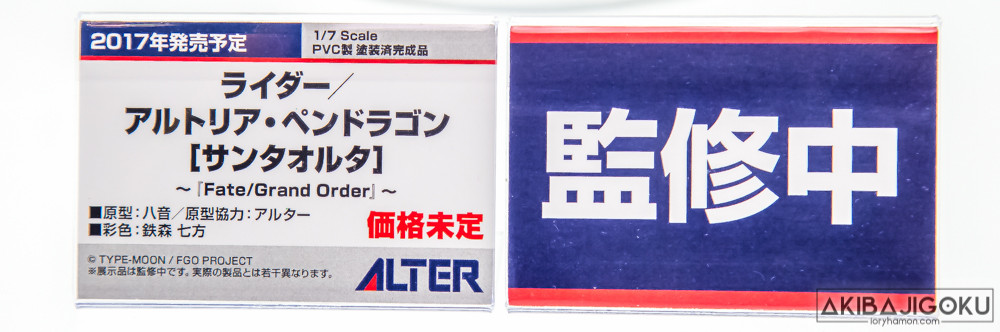 2017年発売予定
1/7 Scale
PVC製 塗装済完成品
ライダー／
アルトリア・ペンドラゴン
[サンタオルタ]
～『Fate/Grand Order』～
■原型：八音／原型協力：アルター
■彩色：鉄森 七方
価格未定
© TYPE-MOON / FGO PROJECT
※展示品は監修中です。実際の製品とは若干異なります。
ALTER
監修中
AKIBAJIGOKU
loryhamon.com